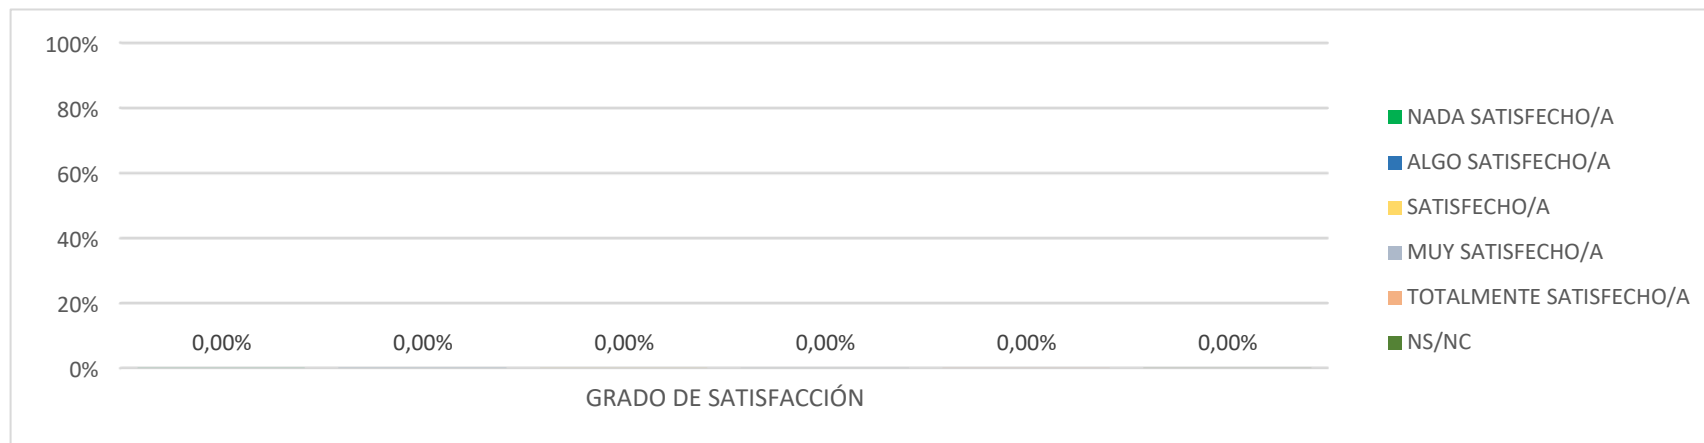 100%
80%
60%
40%
20%
0%
0,00% 0,00% 0,00% 0,00% 0,00% 0,00%
GRADO DE SATISFACCIÓN
NADA SATISFECHO/A
ALGO SATISFECHO/A
SATISFECHO/A
MUY SATISFECHO/A
TOTALMENTE SATISFECHO/A
NS/NC